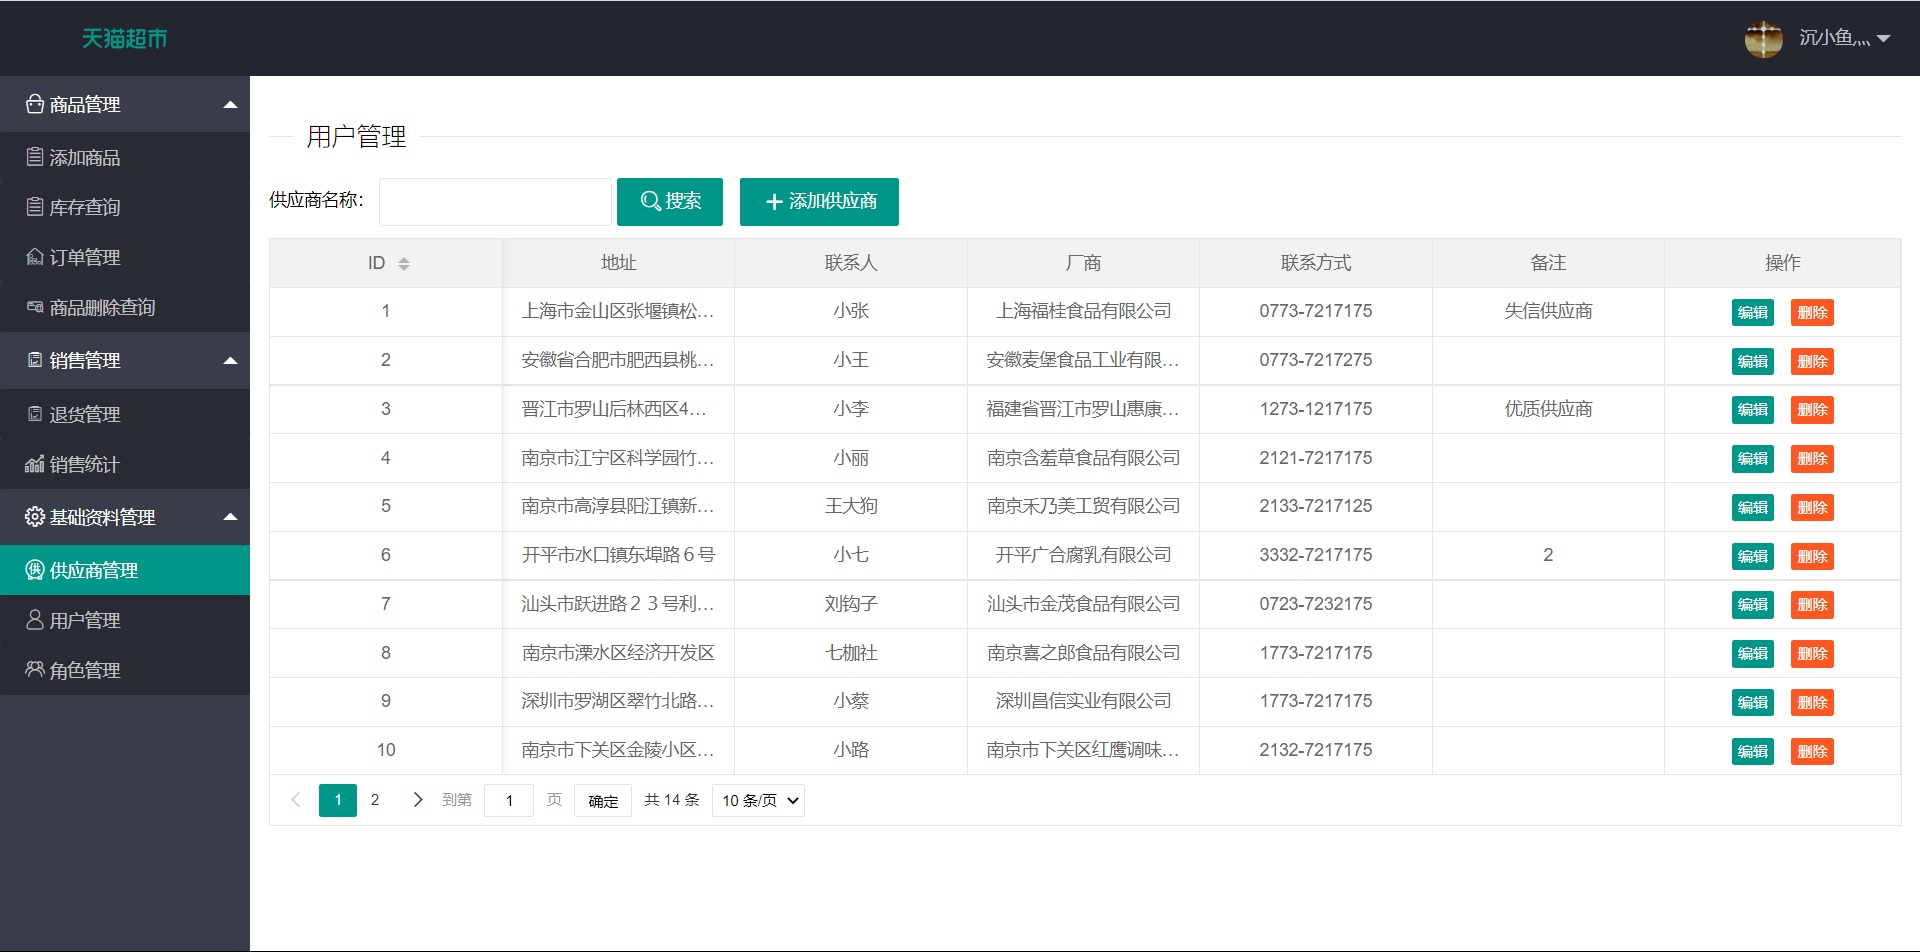 天猫超市
沉小鱼灬
商品管理
添加商品
库存查询
订单管理
商品删除查询
销售管理
退货管理
销售统计
基础资料管理
供应商管理
用户管理
角色管理
用户管理
供应商名称： 搜索 添加供应商
ID 地址 联系人 厂商 联系方式 备注 操作
1 上海市金山区张堰镇松... 小张 上海福桂食品有限公司 0773-7217175 失信供应商 编辑 删除
2 安徽省合肥市肥西县桃... 小王 安徽麦堡食品工业有限... 0773-7217275 编辑 删除
3 晋江市罗山后林西区4... 小李 福建省晋江市罗山惠康... 1273-1217175 优质供应商 编辑 删除
4 南京市江宁区科学园竹... 小丽 南京含羞草食品有限公司 2121-7217175 编辑 删除
5 南京市高淳县阳江镇新... 王大狗 南京禾乃美工贸有限公司 2133-7217125 编辑 删除
6 开平市水口镇东埠路６号 小七 开平广合腐乳有限公司 3332-7217175 2 编辑 删除
7 汕头市跃进路２３号利... 刘钩子 汕头市金茂食品有限公司 0723-7232175 编辑 删除
8 南京市溧水区经济开发区 七枷社 南京喜之郎食品有限公司 1773-7217175 编辑 删除
9 深圳市罗湖区翠竹北路... 小蔡 深圳昌信实业有限公司 1773-7217175 编辑 删除
10 南京市下关区金陵小区... 小路 南京市下关区红鹰调味... 2132-7217175 编辑 删除
1 2 到第 1 页 确定 共 14 条 10 条/页